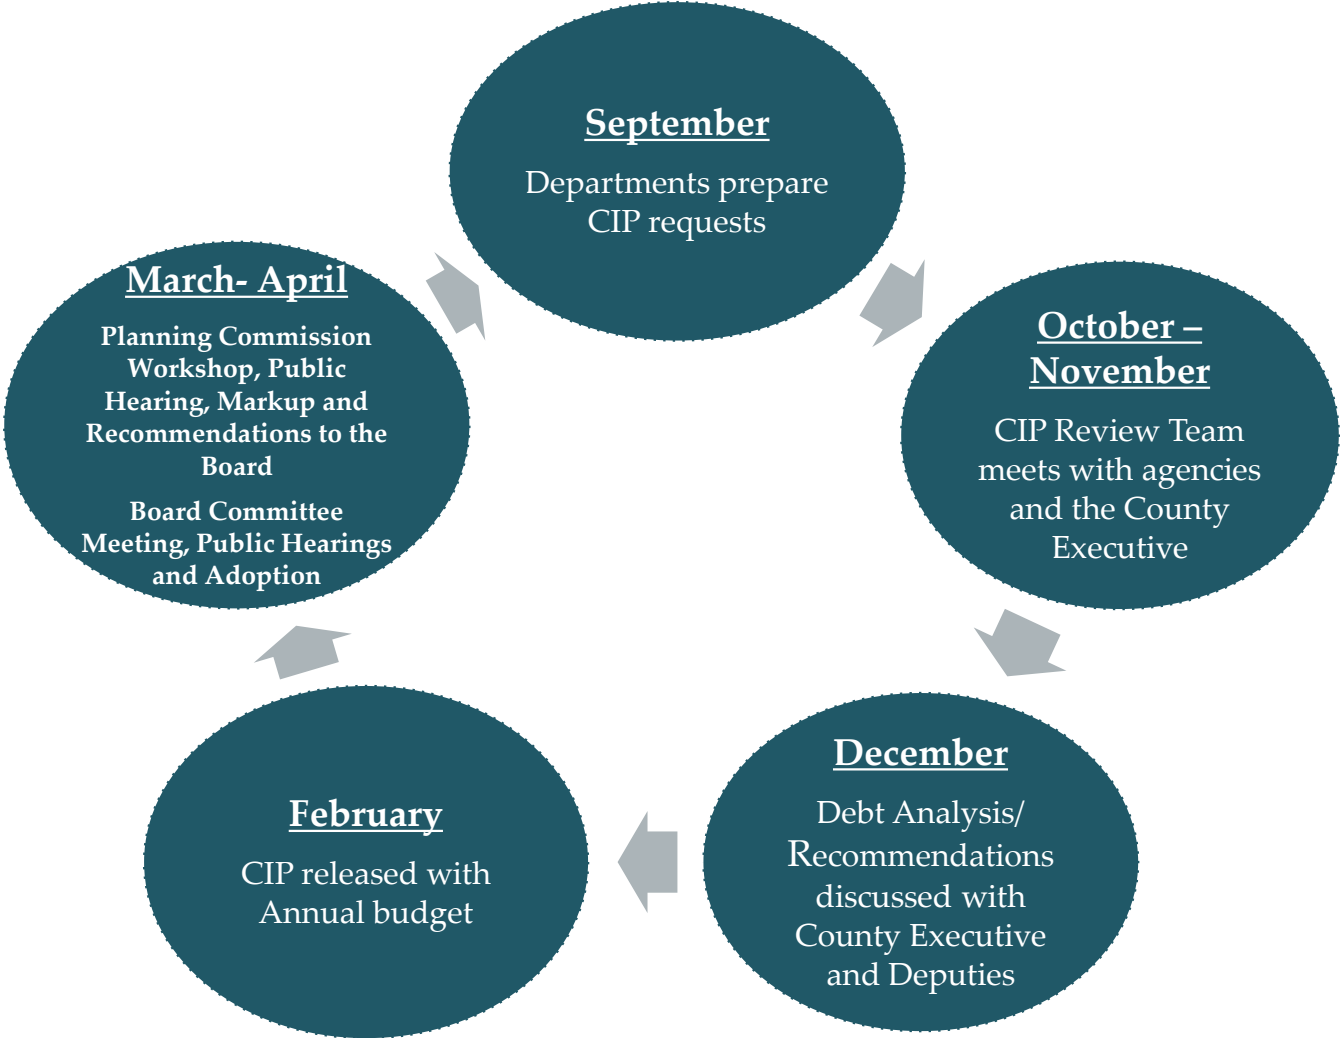 September
Departments prepare
CIP requests
October –
November
CIP Review Team
meets with agencies
and the County
Executive
December
Debt Analysis/
Recommendations
discussed with
County Executive
and Deputies
February
CIP released with
Annual budget
March- April
Planning Commission
Workshop, Public
Hearing, Markup and
Recommendations to the
Board
Board Committee
Meeting, Public Hearings
and Adoption